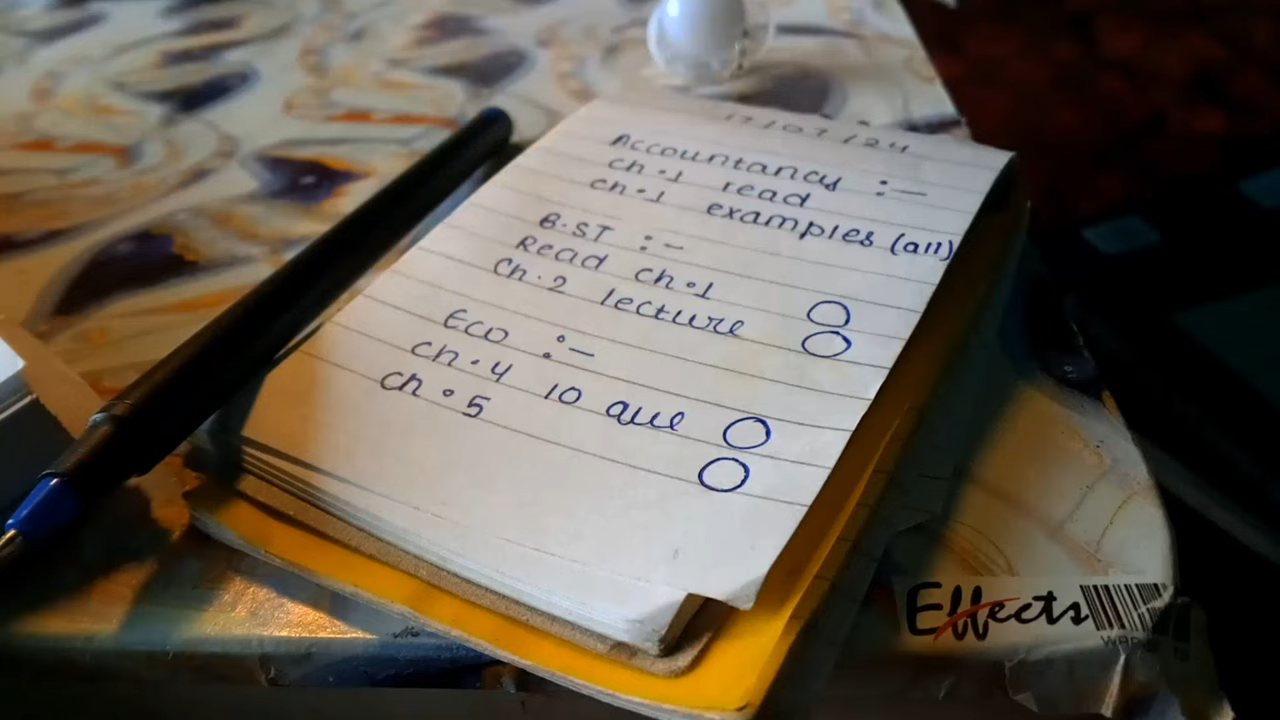 17/07/24
Accountancy :-
ch.1 read
ch.1 examples (all)
B.ST :-
Read ch.1
ch.2 lecture
Eco :-
ch.4 10 que
ch.5
Effects